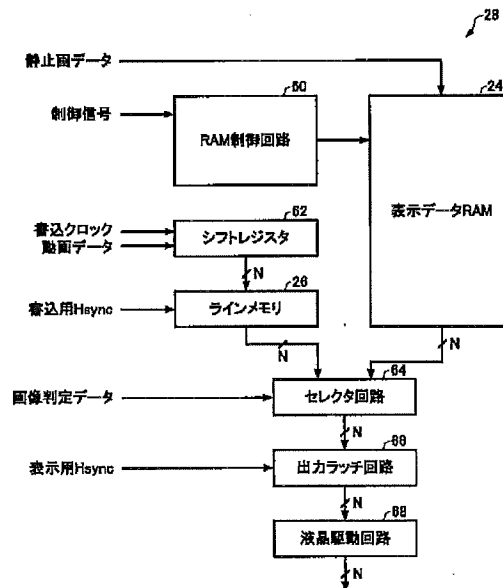 28
静止画データ
24
制御信号
60
RAM制御回路
表示データRAM
書込クロック
動画データ
62
シフトレジスタ
N
書込用Hsync
26
ラインメモリ
N
N
画像判定データ
64
セレクタ回路
N
表示用Hsync
66
出力ラッチ回路
N
68
液晶駆動回路
N